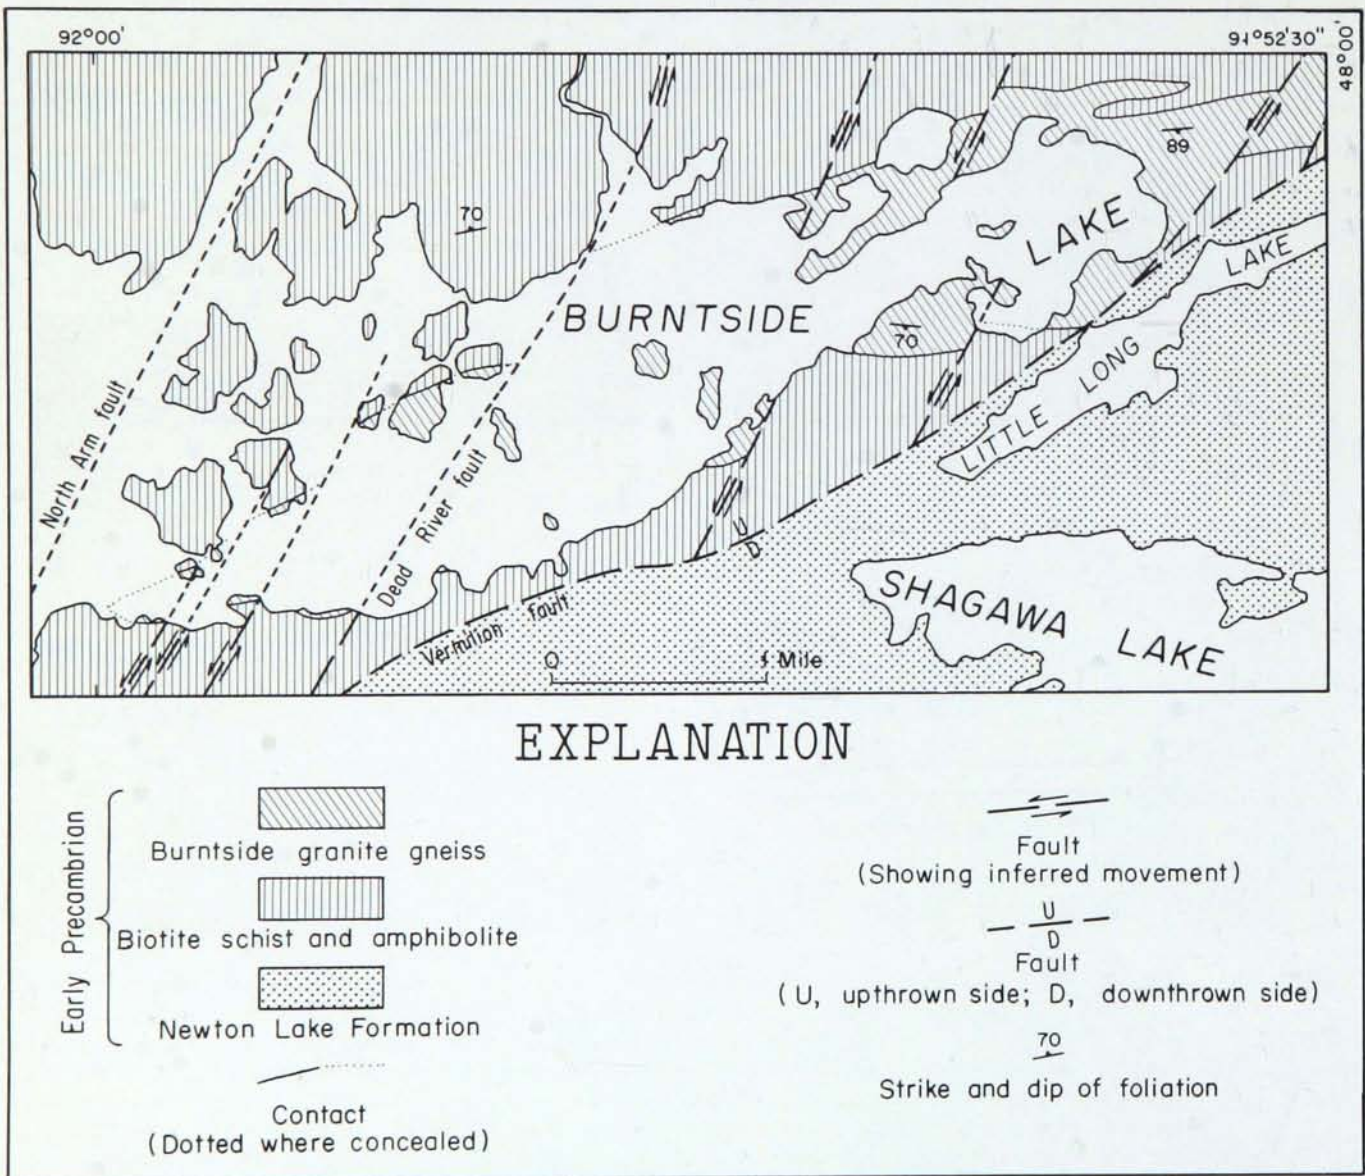 92°00'
91°52'30"
48°00'
70
89
LAKE
LAKE
BURNTSIDE
70
LONG
LITTLE
North Arm fault
Dead River fault
U
D
Vermilion fault
SHAGAWA LAKE
0 1 Mile
EXPLANATION
Early Precambrian
Burntside granite gneiss
Biotite schist and amphibolite
Newton Lake Formation
Contact
(Dotted where concealed)
Fault
(Showing inferred movement)
U
D
Fault
(U, upthrown side; D, downthrown side)
70
Strike and dip of foliation